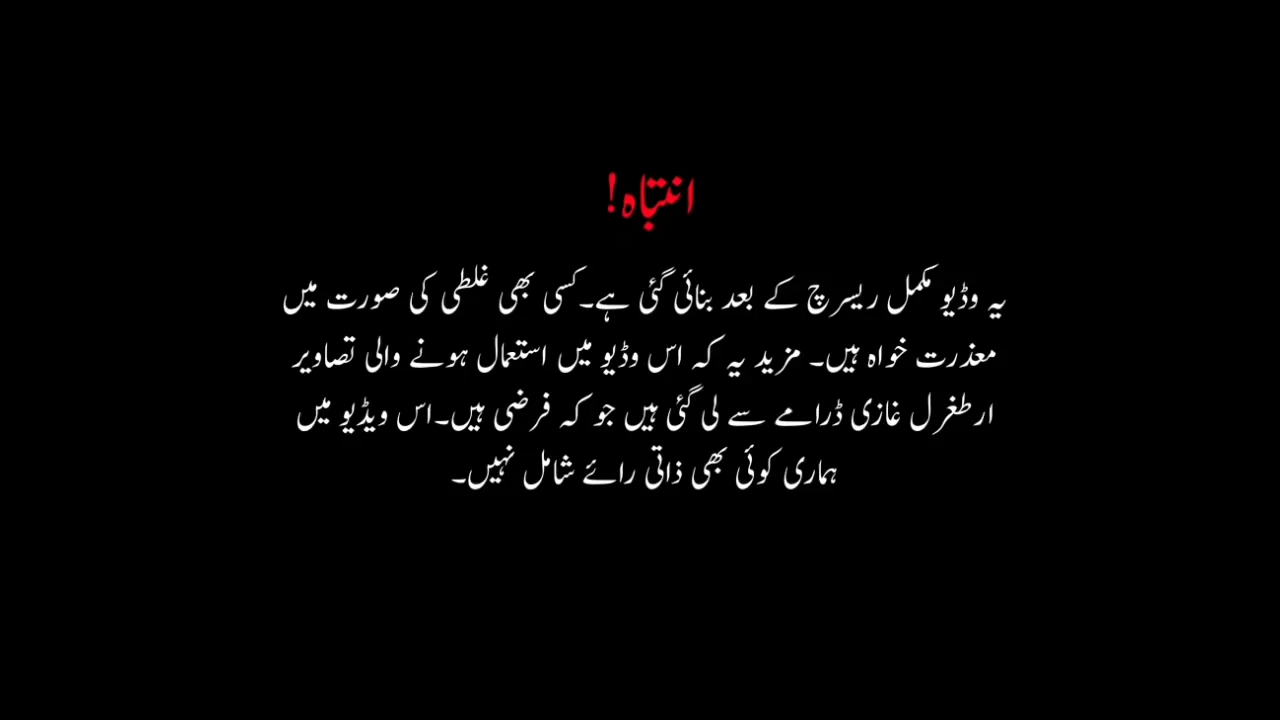 انتباہ!
یہ وڈیو مکمل ریسرچ کے بعد بنائی گئی ہے۔کسی بھی غلطی کی صورت میں
معذرت خواہ ہیں۔ مزید یہ کہ اس وڈیو میں استعمال ہونے والی تصاویر
ارطغرل غازی ڈرامے سے لی گئی ہیں جو کہ فرضی ہیں۔اس ویڈیو میں
ہماری کوئی بھی ذاتی رائے شامل نہیں۔